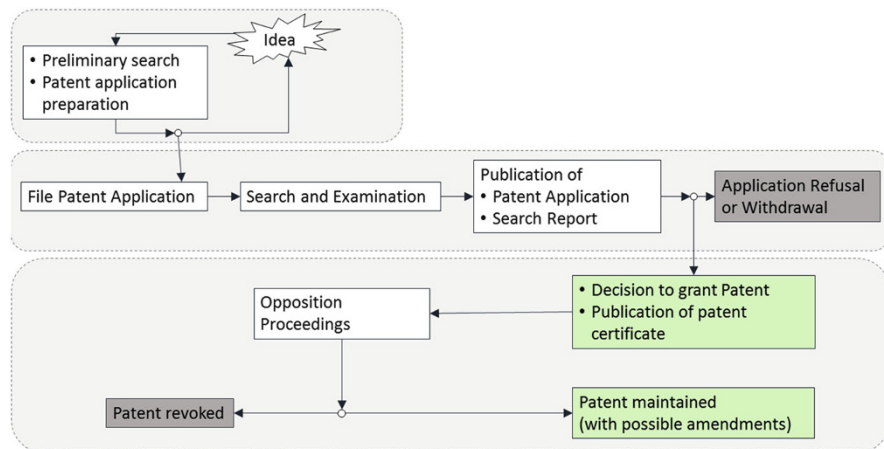 Idea
• Preliminary search
• Patent application
preparation
File Patent Application
Search and Examination
Publication of
• Patent Application
• Search Report
Application Refusal
or Withdrawal
• Decision to grant Patent
• Publication of patent
certificate
Opposition
Proceedings
Patent revoked
Patent maintained
(with possible amendments)